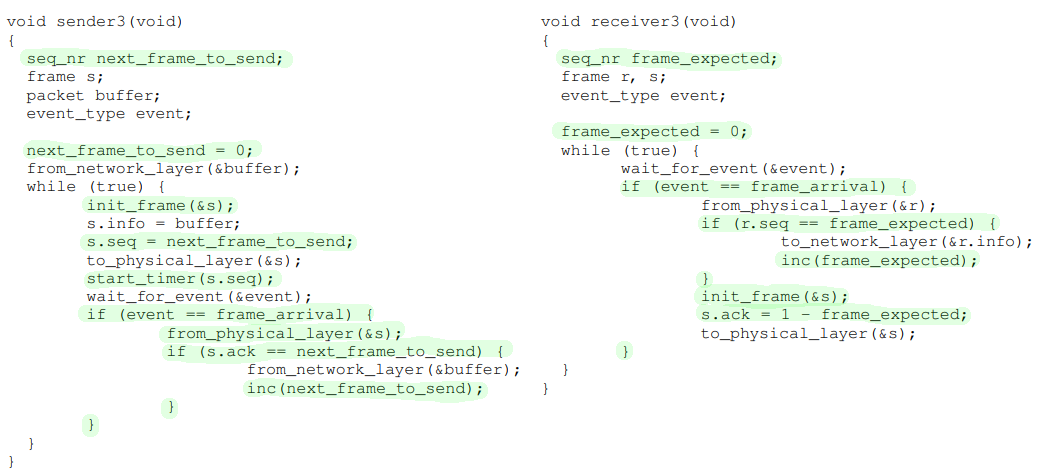 void sender3(void)
{
  seq_nr next_frame_to_send;
  frame s;
  packet buffer;
  event_type event;
  next_frame_to_send = 0;
  from_network_layer(&buffer);
  while (true) {
        init_frame(&s);
        s.info = buffer;
        s.seq = next_frame_to_send;
        to_physical_layer(&s);
        start_timer(s.seq);
        wait_for_event(&event);
        if (event == frame_arrival) {
                from_physical_layer(&s);
                if (s.ack == next_frame_to_send) {
                        from_network_layer(&buffer);
                        inc(next_frame_to_send);
                }
        }
  }
}
void receiver3(void)
{
  seq_nr frame_expected;
  frame r, s;
  event_type event;
  frame_expected = 0;
  while (true) {
        wait_for_event(&event);
        if (event == frame_arrival) {
                from_physical_layer(&r);
                if (r.seq == frame_expected) {
                        to_network_layer(&r.info);
                        inc(frame_expected);
                }
                init_frame(&s);
                s.ack = 1 - frame_expected;
                to_physical_layer(&s);
        }
  }
}